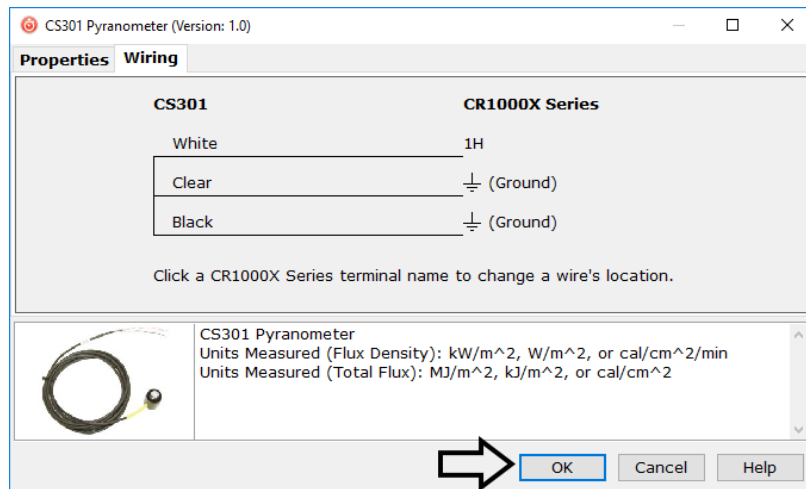 CS301 Pyranometer (Version: 1.0)
Properties Wiring
CS301 CR1000X Series
White 1H
Clear (Ground)
Black (Ground)
Click a CR1000X Series terminal name to change a wire's location.
CS301 Pyranometer
Units Measured (Flux Density): kW/m^2, W/m^2, or cal/cm^2/min
Units Measured (Total Flux): MJ/m^2, kJ/m^2, or cal/cm^2
OK Cancel Help